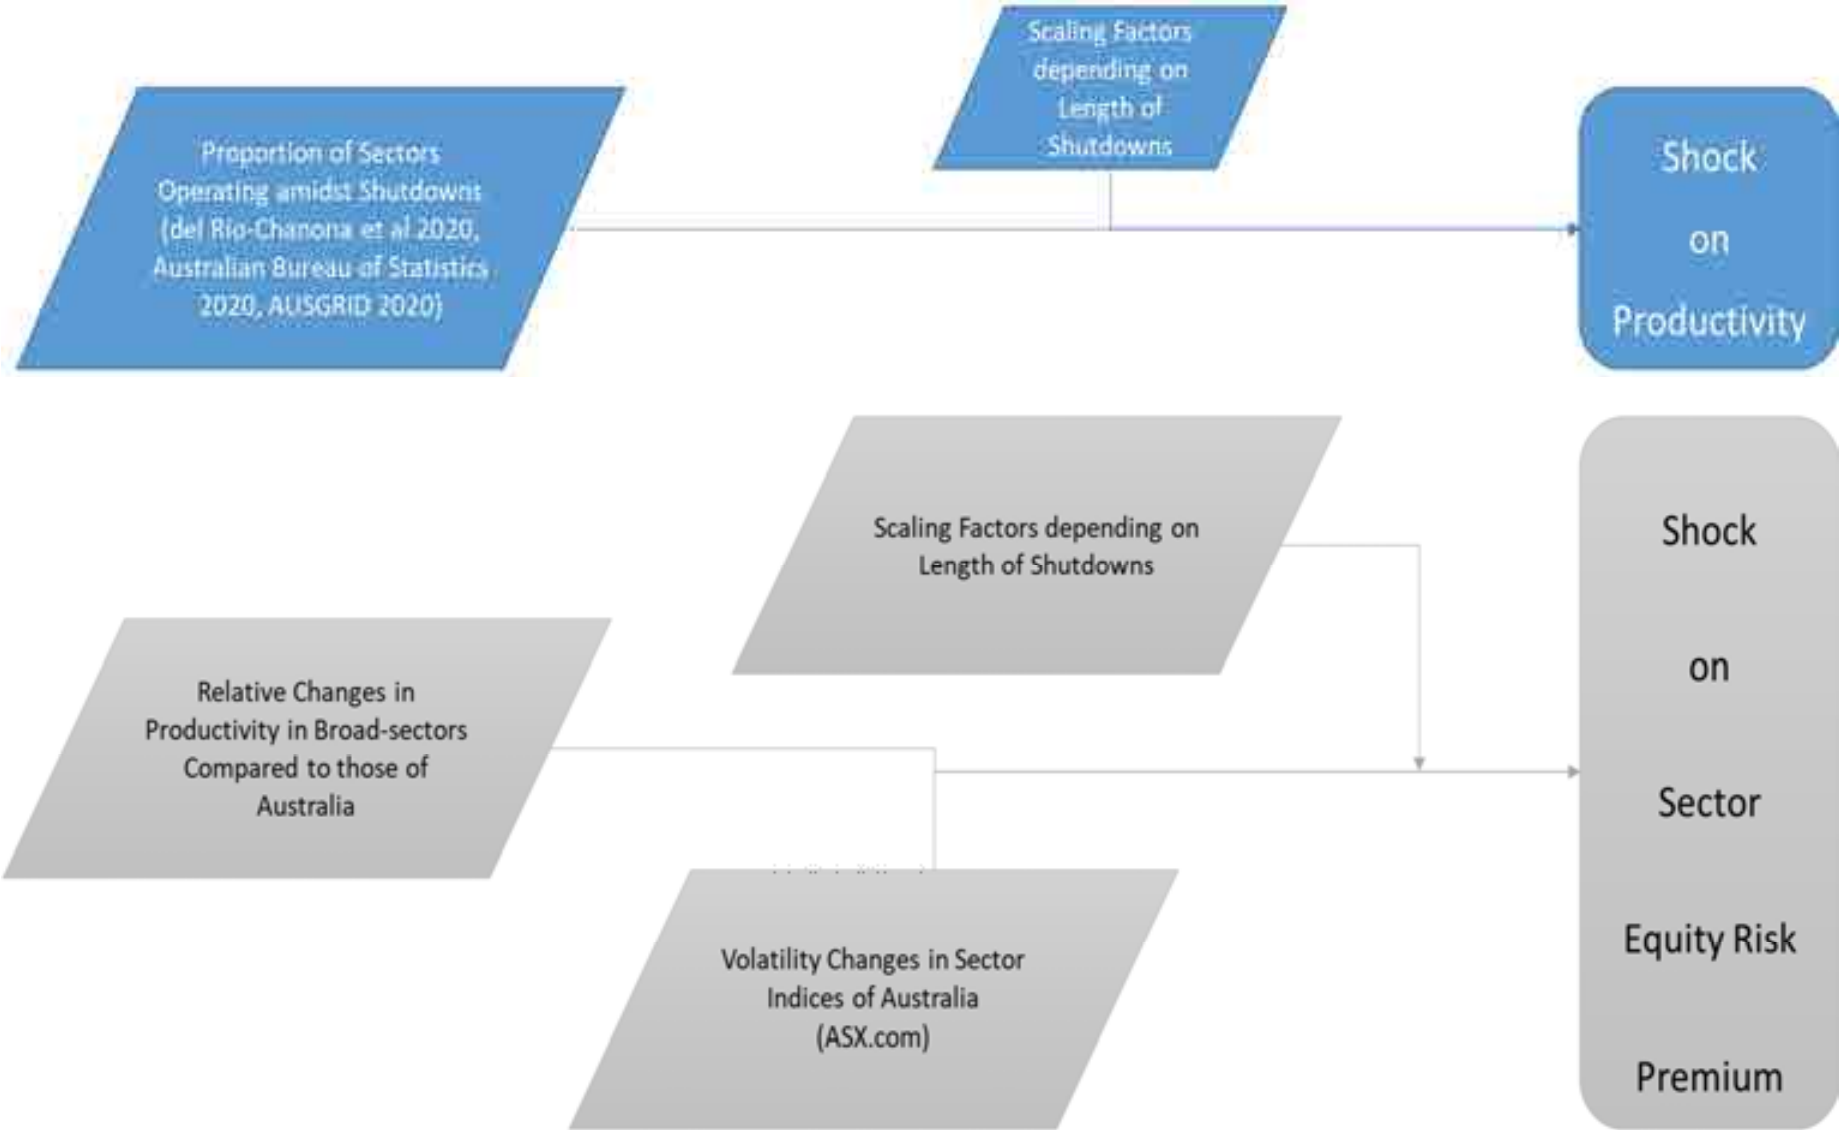 Scaling Factors
depending on
Length of
Shutdowns
Proportion of Sectors
Operating amidst Shutdowns
(del Rio-Chanona et al 2020,
Australian Bureau of Statistics
2020, AUSGRID 2020)
Shock
on
Productivity
Scaling Factors depending on
Length of Shutdowns
Relative Changes in
Productivity in Broad-sectors
Compared to those of
Australia
Volatility Changes in Sector
Indices of Australia
(ASX.com)
Shock
on
Sector
Equity Risk
Premium